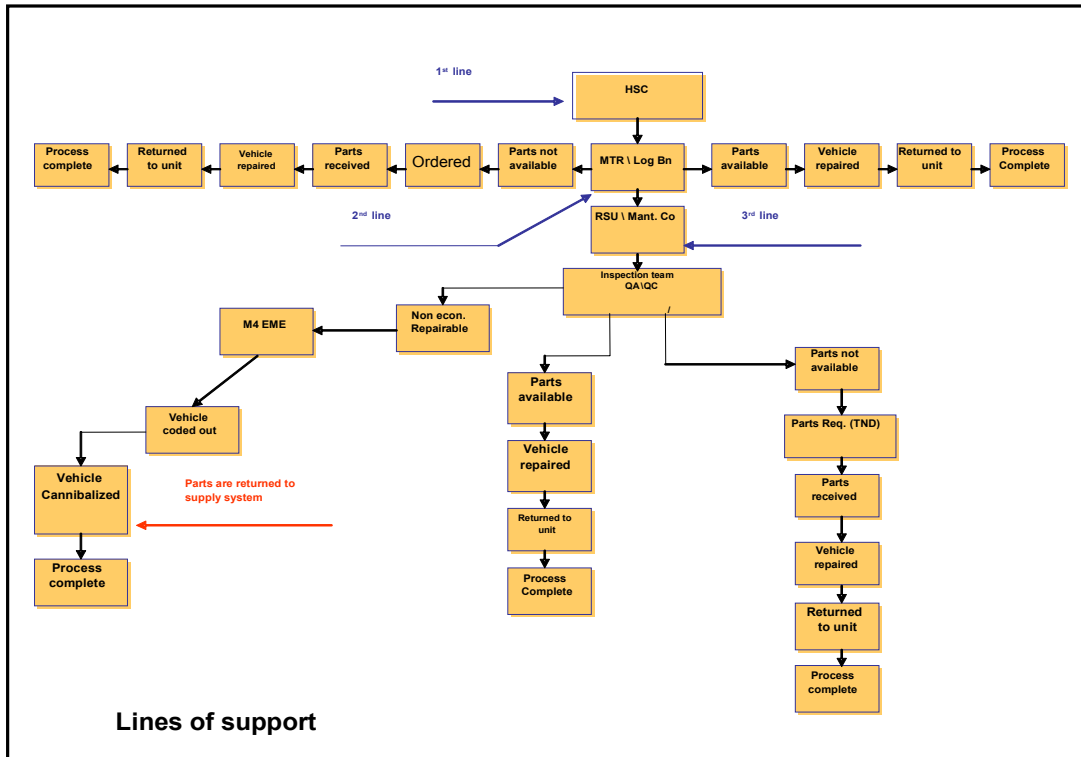 1st line
HSC
Process
complete
Returned
to unit
Vehicle
repaired
Parts
received
Ordered
Parts not
available
MTR \ Log Bn
Parts
available
Vehicle
repaired
Returned to
unit
Process
Complete
2nd line
RSU \ Mant. Co
3rd line
Inspection team
QA\QC
/
Non econ.
Repairable
M4 EME
Parts not
available
Parts
available
Vehicle
coded out
Parts Req. (TND)
Vehicle
repaired
Vehicle
Cannibalized
Parts are returned to
supply system
Parts
received
Returned to
unit
Vehicle
repaired
Process
complete
Process
Complete
Returned
to unit
Process
complete
Lines of support